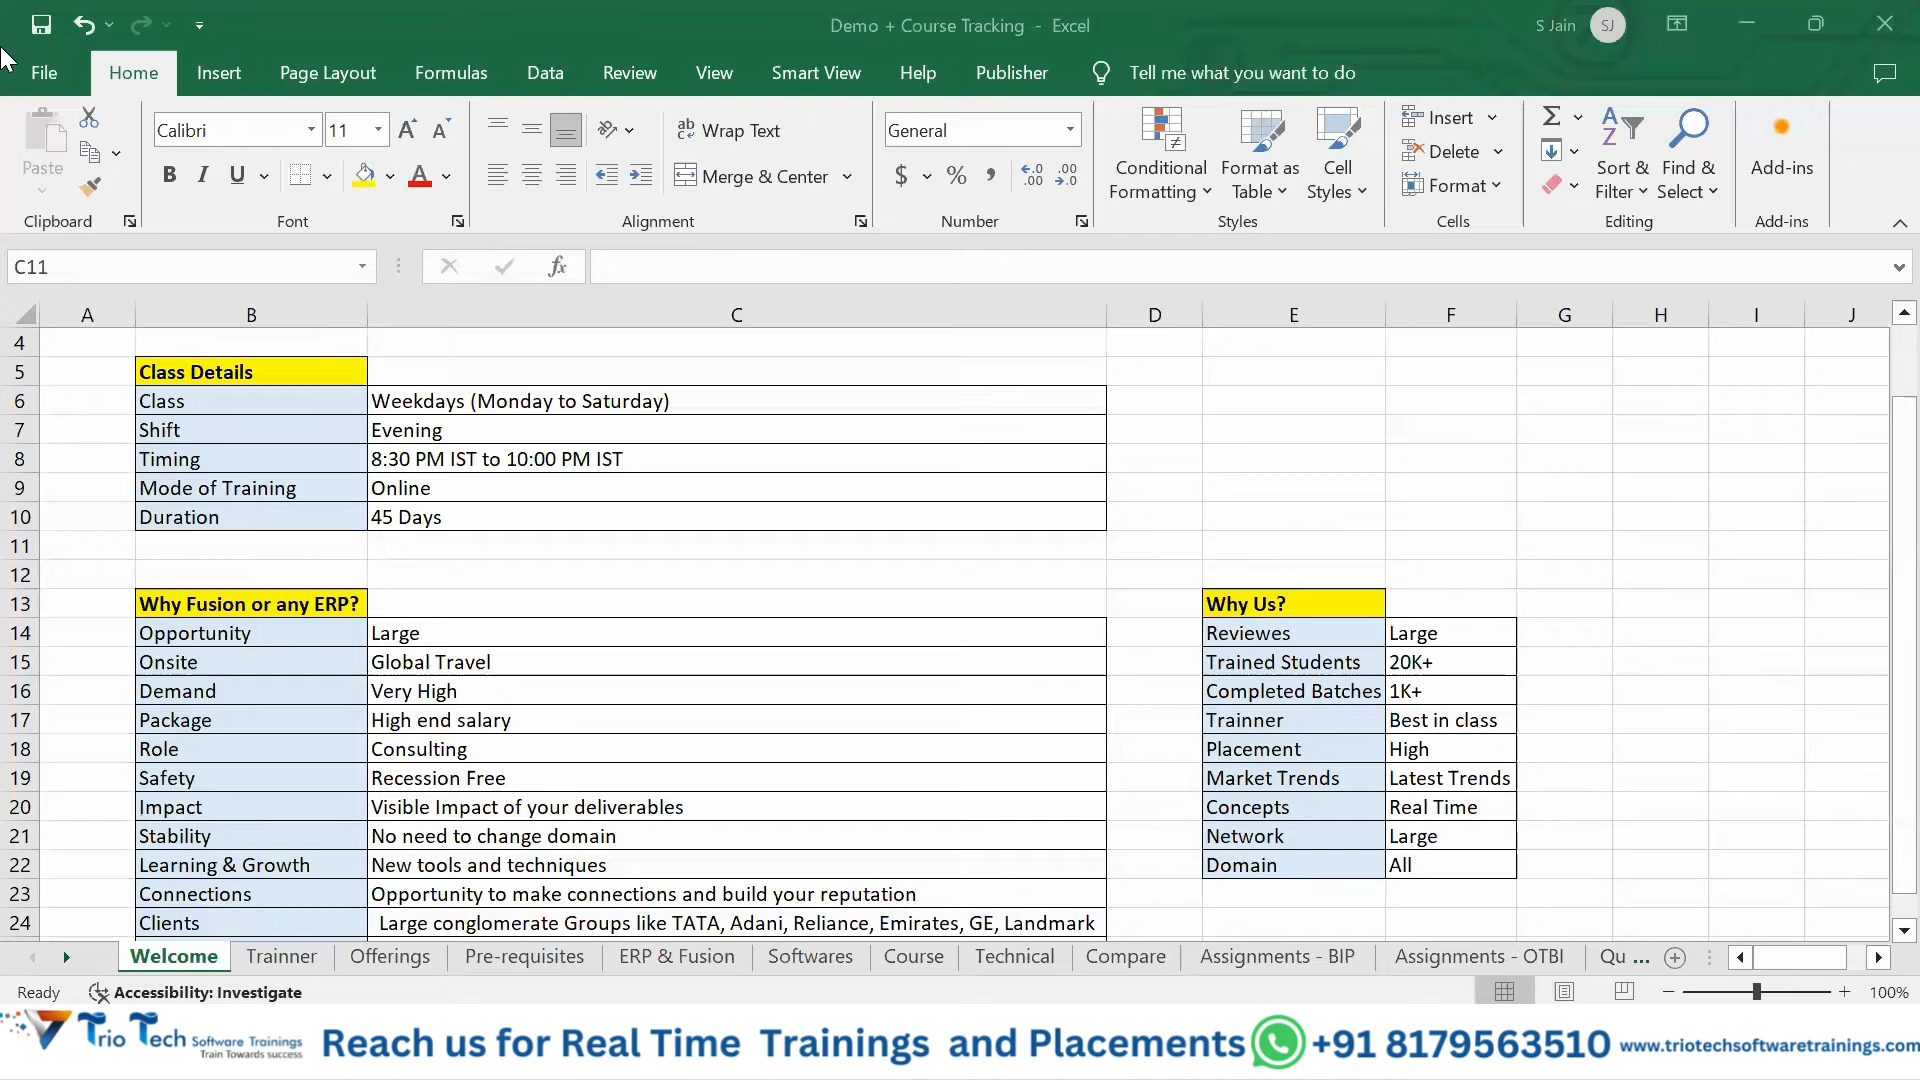 Demo + Course Tracking - Excel
S Jain
SJ
File
Home
Insert
Page Layout
Formulas
Data
Review
View
Smart View
Help
Publisher
Tell me what you want to do
Paste
Clipboard
Calibri
11
B I U
Font
Wrap Text
Merge & Center
Alignment
General
$ % ,
Number
Conditional Formatting
Format as Table
Cell Styles
Styles
Insert
Delete
Format
Cells
Sort & Filter
Find & Select
Editing
Add-ins
Add-ins
C11
fx
A B C D E F G H I J
4
5 Class Details
6 Class Weekdays (Monday to Saturday)
7 Shift Evening
8 Timing 8:30 PM IST to 10:00 PM IST
9 Mode of Training Online
10 Duration 45 Days
11
12
13 Why Fusion or any ERP? Why Us?
14 Opportunity Large Reviewes Large
15 Onsite Global Travel Trained Students 20K+
16 Demand Very High Completed Batches 1K+
17 Package High end salary Trainner Best in class
18 Role Consulting Placement High
19 Safety Recession Free Market Trends Latest Trends
20 Impact Visible Impact of your deliverables Concepts Real Time
21 Stability No need to change domain Network Large
22 Learning & Growth New tools and techniques Domain All
23 Connections Opportunity to make connections and build your reputation
24 Clients Large conglomerate Groups like TATA, Adani, Reliance, Emirates, GE, Landmark
Welcome Trainner Offerings Pre-requisites ERP & Fusion Softwares Course Technical Compare Assignments - BIP Assignments - OTBI Qu ...
Ready
Accessibility: Investigate
100%
Trio Tech Software Trainings
Train Towards success
Reach us for Real Time Trainings and Placements +91 8179563510 www.triotechsoftwaretrainings.com